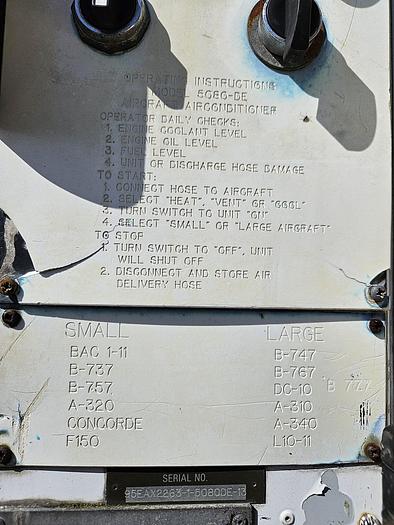 OPERATING INSTRUCTIONS
MODEL 5080-DE
AIRCRAFT AIRCONDITIONER
OPERATOR DAILY CHECKS:
1. ENGINE COOLANT LEVEL
2. ENGINE OIL LEVEL
3. FUEL LEVEL
4. UNIT OR DISCHARGE HOSE DAMAGE
TO START:
1. CONNECT HOSE TO AIRCRAFT
2. SELECT "HEAT", "VENT" OR "COOL"
3. TURN SWITCH TO UNIT "ON"
4. SELECT "SMALL" OR "LARGE AIRCRAFT"
TO STOP
1. TURN SWITCH TO "OFF", UNIT
WILL SHUT OFF
2. DISCONNECT AND STORE AIR
DELIVERY HOSE
SMALL
BAC 1-11
B-737
B-757
A-320
CONCORDE
F150
LARGE
B-747
B-767
DC-10 B 777
A-310
A-340
L10-11
SERIAL NO.
95EAX2263-1-5080DE-13